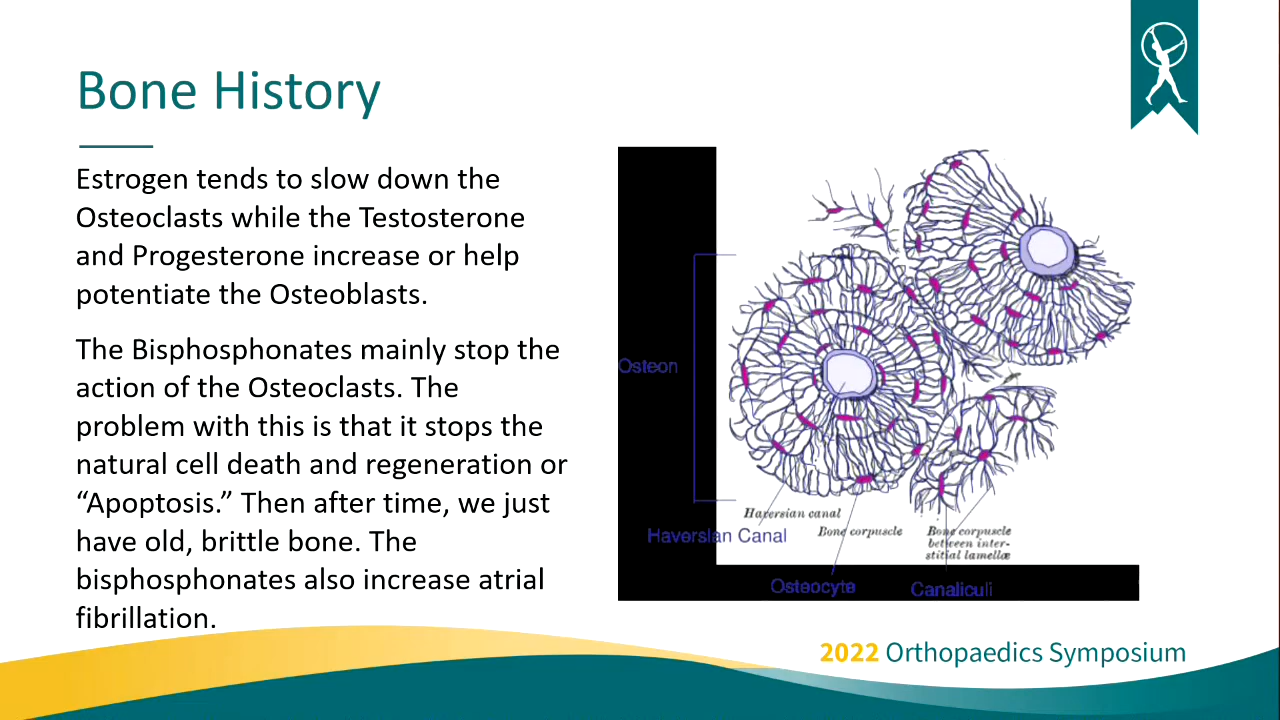 Bone History
Estrogen tends to slow down the
Osteoclasts while the Testosterone
and Progesterone increase or help
potentiate the Osteoblasts.
The Bisphosphonates mainly stop the
action of the Osteoclasts. The
problem with this is that it stops the
natural cell death and regeneration or
“Apoptosis.” Then after time, we just
have old, brittle bone. The
bisphosphonates also increase atrial
fibrillation.
Osteon
Haversian canal
Haversian Canal
Bone corpuscle
Bone corpuscle
between inter-
stitial lamellæ
Osteocyte
Canaliculi
2022 Orthopaedics Symposium